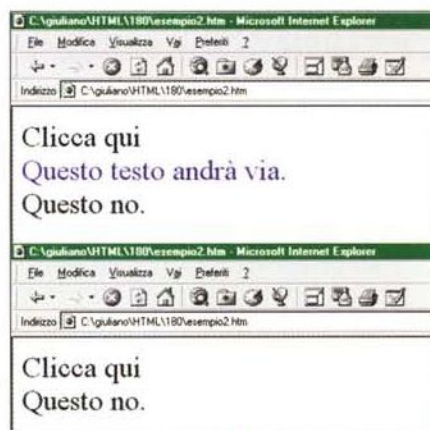 C:\giuliano\HTML\180\esempio2.htm - Microsoft Internet Explorer
File Modifica Visualizza Vai Preferiti ?
Indirizzo C:\giuliano\HTML\180\esempio2.htm
Clicca qui
Questo testo andrà via.
Questo no.
C:\giuliano\HTML\180\esempio2.htm - Microsoft Internet Explorer
File Modifica Visualizza Vai Preferiti ?
Indirizzo C:\giuliano\HTML\180\esempio2.htm
Clicca qui
Questo no.